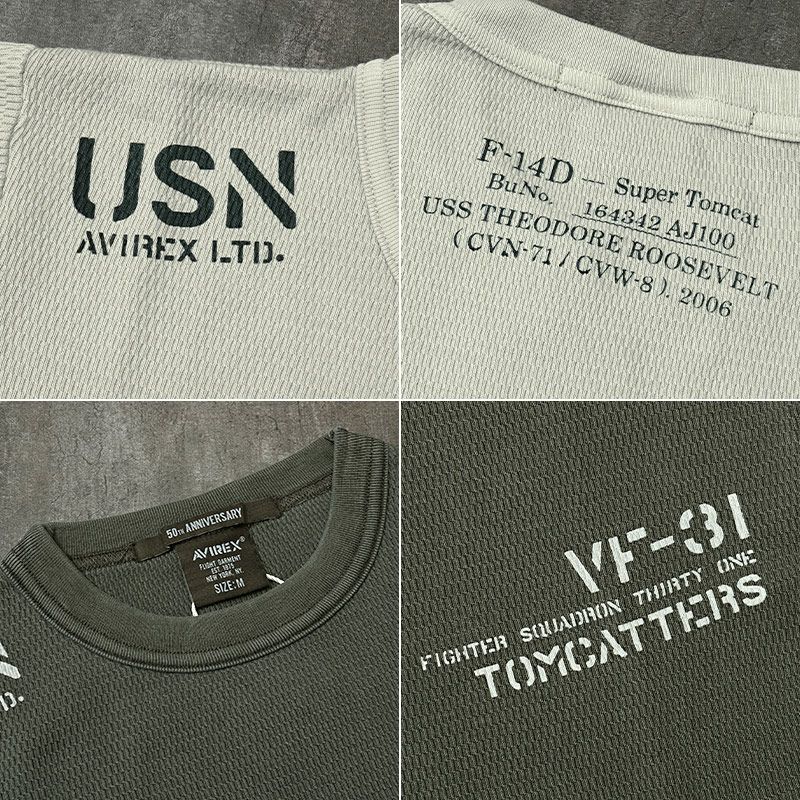 USN
AVIREX LTD.
F-14D — Super Tomcat
BuNo. 164342 AJ100
USS THEODORE ROOSEVELT
(CVN-71 / CVW-8). 2006
50TH ANNIVERSARY
AVIREX®
FLIGHT GARMENT
EST. 1975
NEW YORK, NY.
SIZE: M
N
D.
VF-31
FIGHTER SQUADRON THIRTY ONE
TOMCATTERS